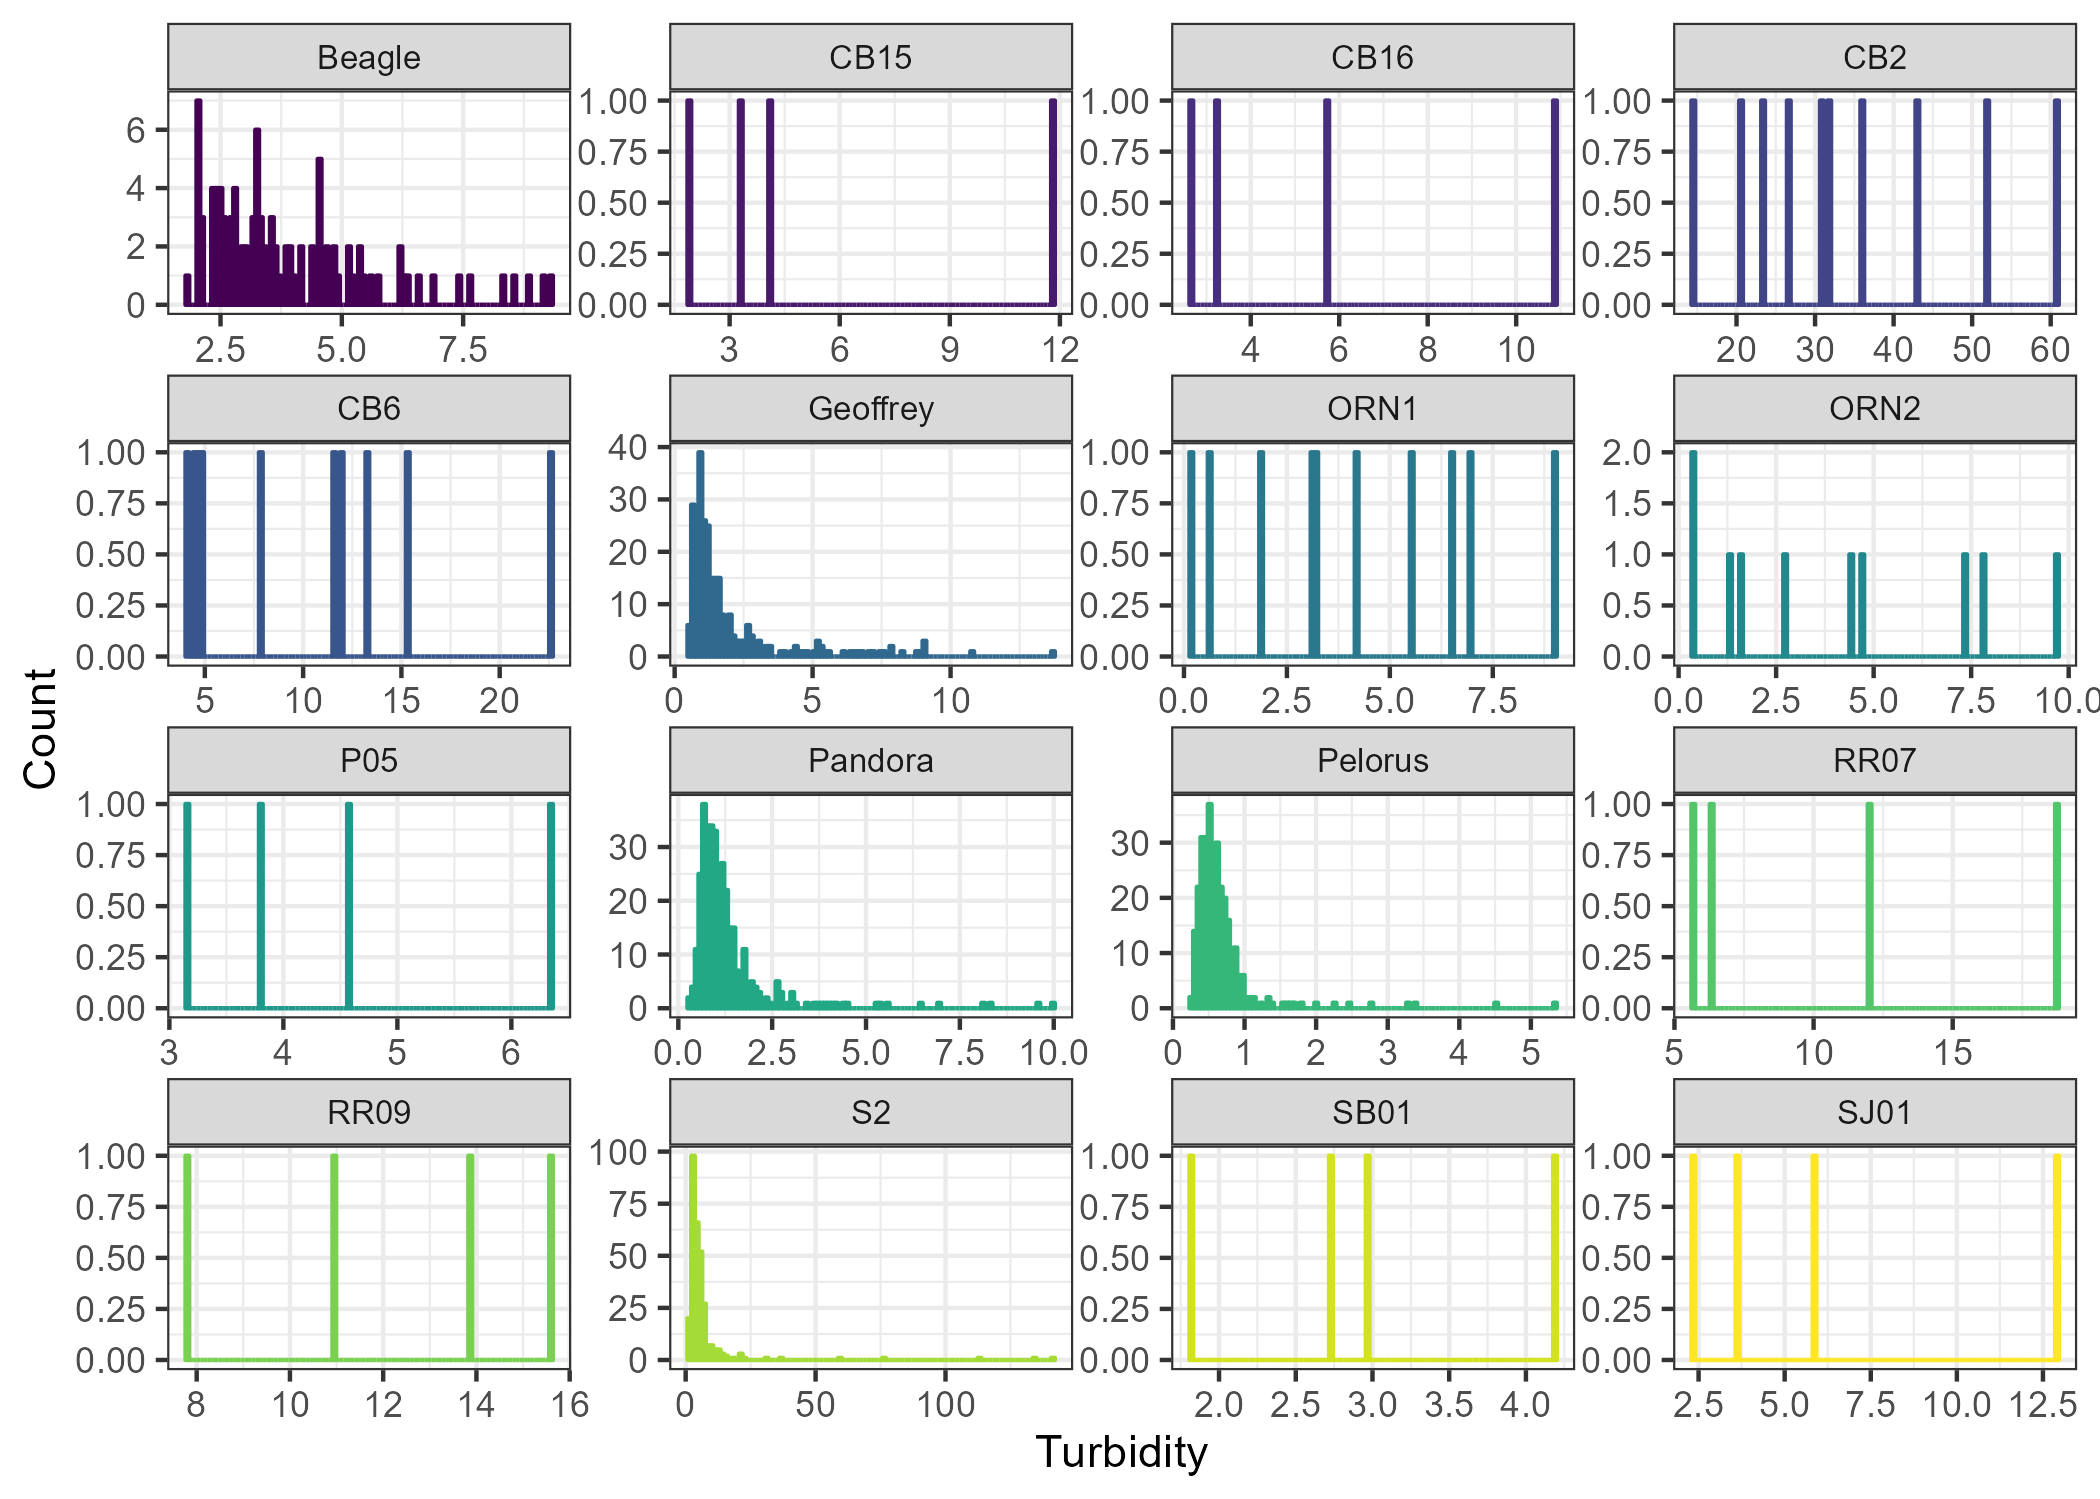 Beagle CB15 CB16 CB2
6 4 2 0
1.00 0.75 0.50 0.25 0.00
1.00 0.75 0.50 0.25 0.00
1.00 0.75 0.50 0.25 0.00
2.5 5.0 7.5
3 6 9 12
4 6 8 10
20 30 40 50 60
CB6 Geoffrey ORN1 ORN2
1.00 0.75 0.50 0.25 0.00
40 30 20 10 0
1.00 0.75 0.50 0.25 0.00
2.0 1.5 1.0 0.5 0.0
5 10 15 20
0 5 10
0.0 2.5 5.0 7.5
0.0 2.5 5.0 7.5 10.0
P05 Pandora Pelorus RR07
1.00 0.75 0.50 0.25 0.00
30 20 10 0
30 20 10 0
1.00 0.75 0.50 0.25 0.00
3 4 5 6
0.0 2.5 5.0 7.5 10.0
0 1 2 3 4 5
5 10 15
RR09 S2 SB01 SJ01
1.00 0.75 0.50 0.25 0.00
100 75 50 25 0
1.00 0.75 0.50 0.25 0.00
1.00 0.75 0.50 0.25 0.00
8 10 12 14 16
0 50 100
2.0 2.5 3.0 3.5 4.0
2.5 5.0 7.5 10.0 12.5
Count
Turbidity